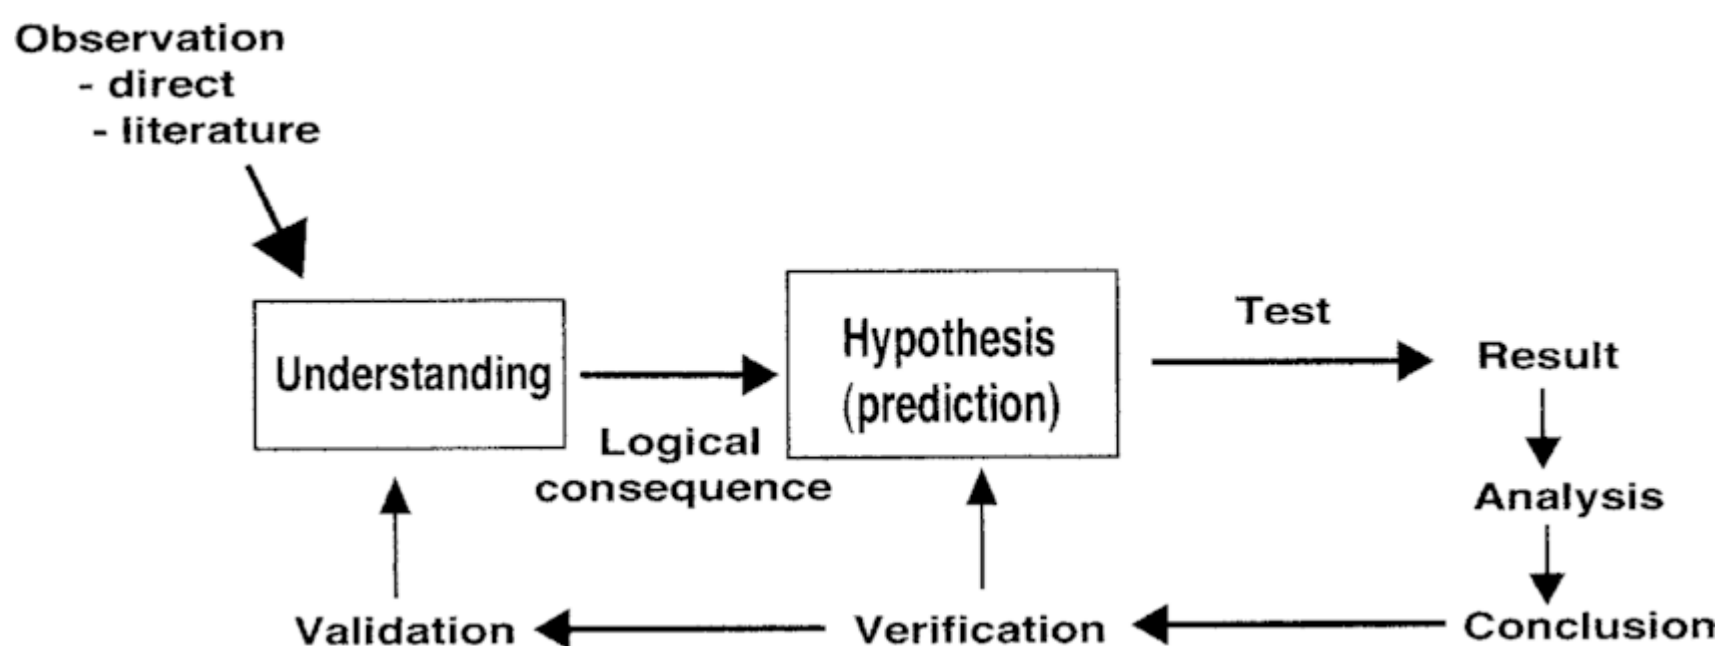 Observation
- direct
- literature
Understanding
Logical
consequence
Hypothesis
(prediction)
Test
Result
Analysis
Conclusion
Verification
Validation